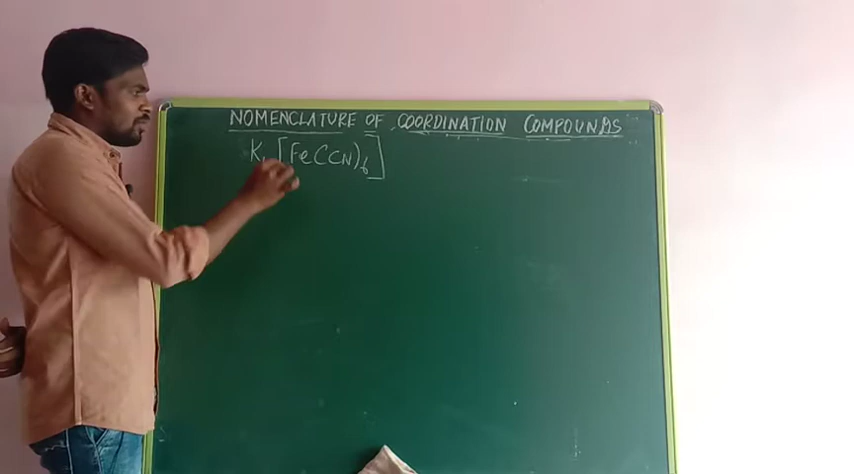 NOMENCLATURE OF COORDINATION COMPOUNDS
K [Fe(CN)6]